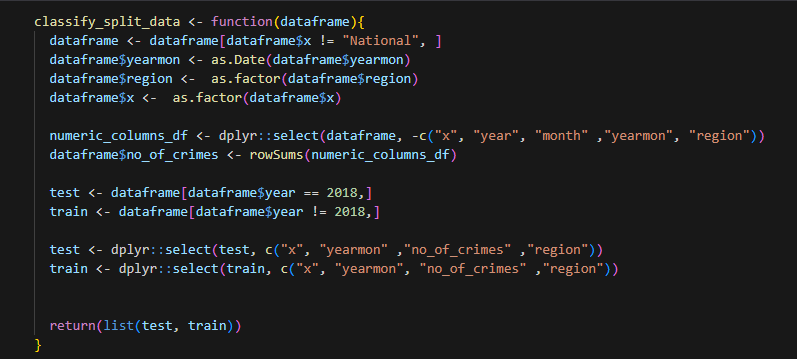 classify_split_data <- function(dataframe){
dataframe <- dataframe[dataframe$x != "National", ]
dataframe$yearmon <- as.Date(dataframe$yearmon)
dataframe$region <-  as.factor(dataframe$region)
dataframe$x <-  as.factor(dataframe$x)
numeric_columns_df <- dplyr::select(dataframe, -c("x", "year", "month" ,"yearmon", "region"))
dataframe$no_of_crimes <- rowSums(numeric_columns_df)
test <- dataframe[dataframe$year == 2018,]
train <- dataframe[dataframe$year != 2018,]
test <- dplyr::select(test, c("x", "yearmon" ,"no_of_crimes" ,"region"))
train <- dplyr::select(train, c("x", "yearmon", "no_of_crimes" ,"region"))
return(list(test, train))
}